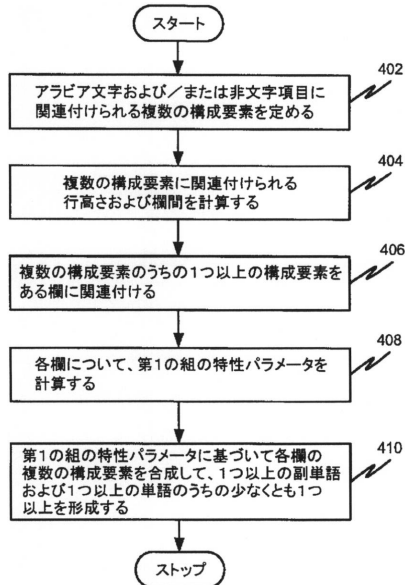 スタート
402
アラビア文字および／または非文字項目に
関連付けられる複数の構成要素を定める
404
複数の構成要素に関連付けられる
行高さおよび欄間を計算する
406
複数の構成要素のうちの1つ以上の構成要素を
ある欄に関連付ける
408
各欄について、第1の組の特性パラメータを
計算する
410
第1の組の特性パラメータに基づいて各欄の
複数の構成要素を合成して、1つ以上の副単語
および1つ以上の単語のうちの少なくとも1つ
以上を形成する
ストップ